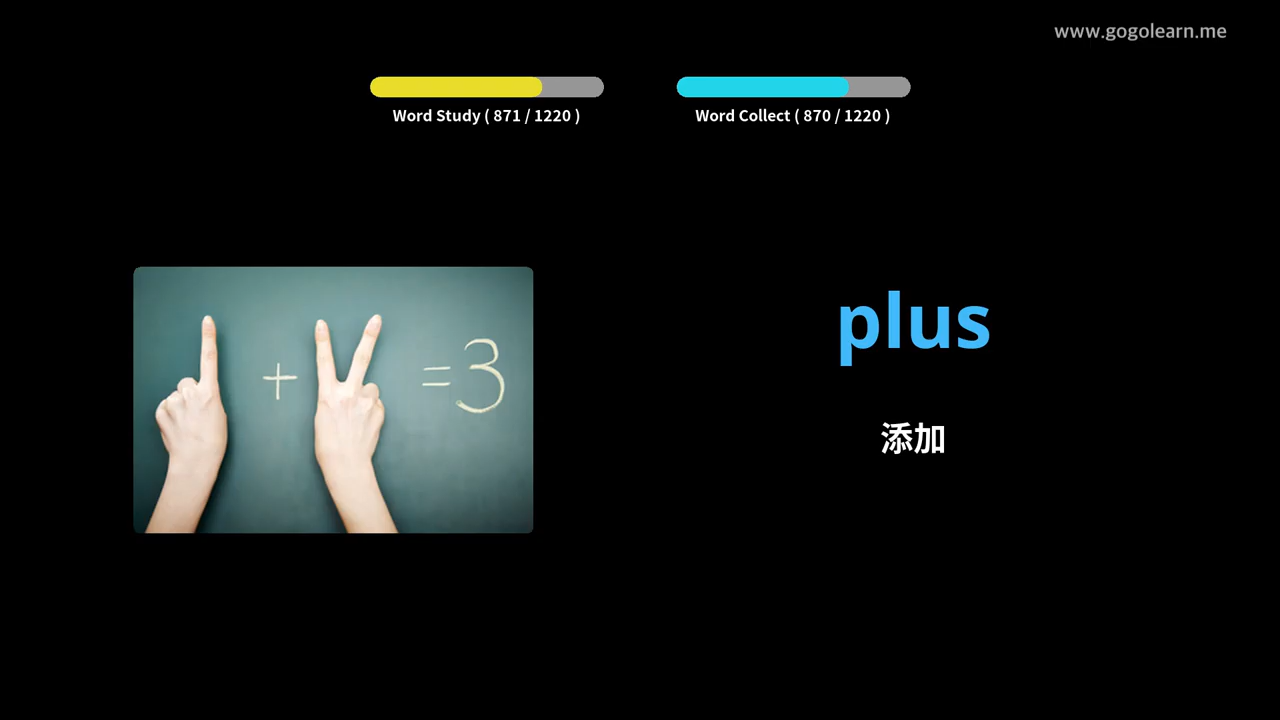 www.gogolearn.me
Word Study ( 871 / 1220 )
Word Collect ( 870 / 1220 )
+ =3
plus
添加